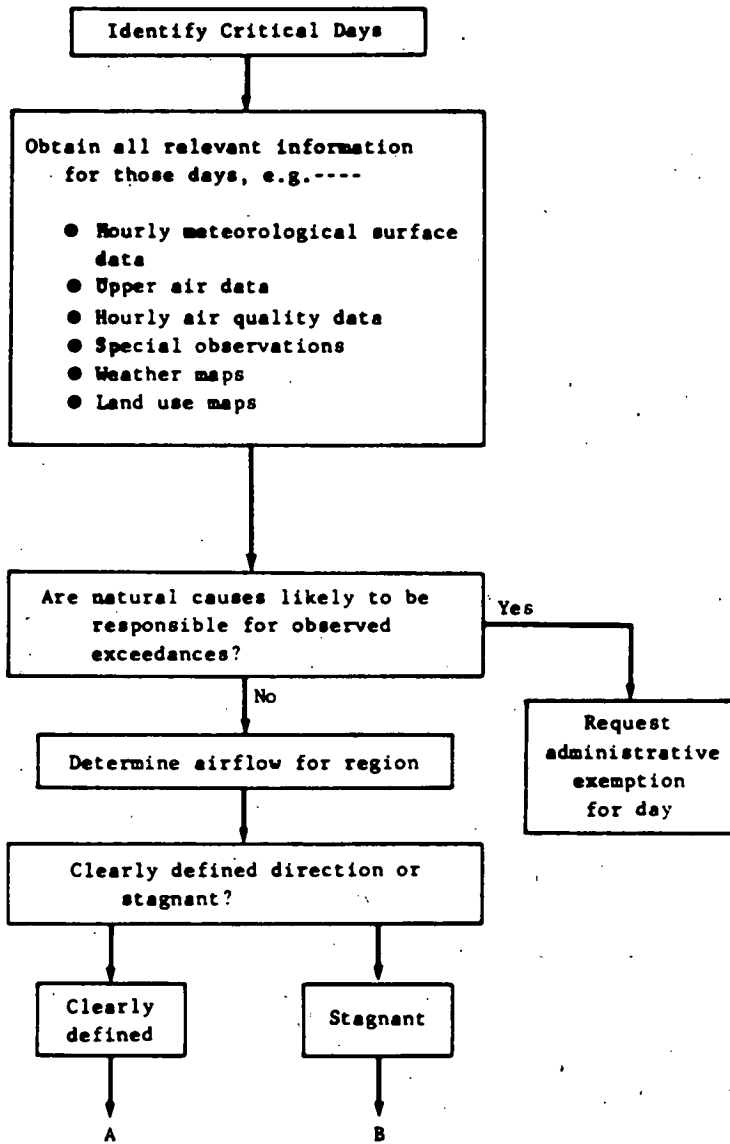 Identify Critical Days
Obtain all relevant information
for those days, e.g.----
● Hourly meteorological surface
data
● Upper air data
● Hourly air quality data
● Special observations
● Weather maps
● Land use maps
Are natural causes likely to be
responsible for observed
exceedances?
Yes
No
Request
administrative
exemption
for day
Determine airflow for region
Clearly defined direction or
stagnant?
Clearly
defined
Stagnant
A
B